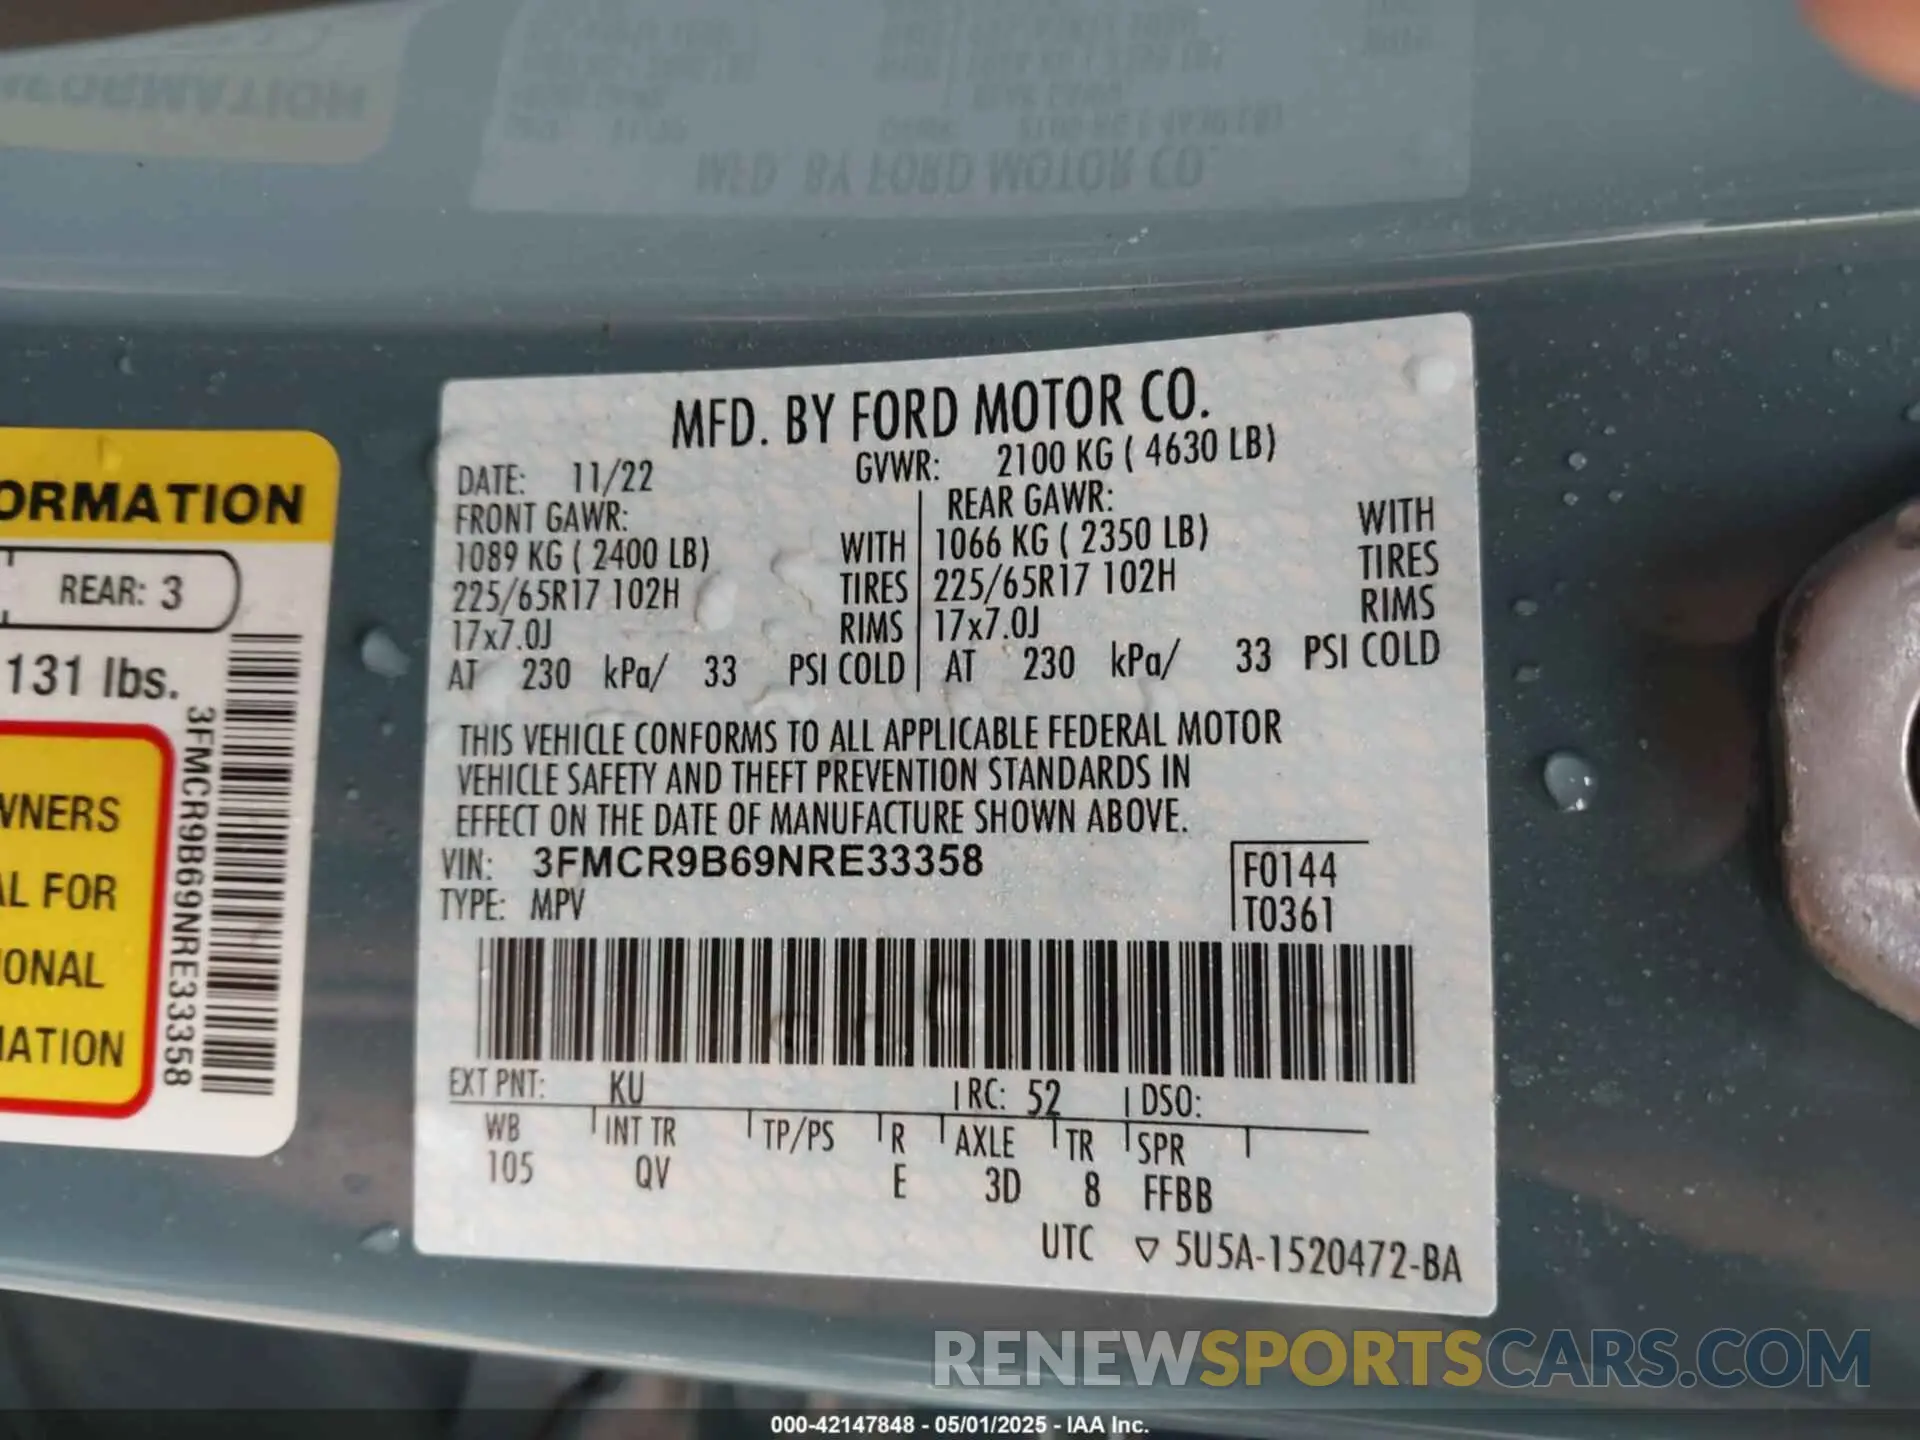 MFD. BY FORD MOTOR CO.
DATE: 11/22 GVWR: 2100 KG ( 4630 LB)
FRONT GAWR: REAR GAWR:
1089 KG ( 2400 LB) WITH 1066 KG ( 2350 LB) WITH
225/65R17 102H TIRES 225/65R17 102H TIRES
17x7.0J RIMS 17x7.0J RIMS
AT 230 kPa/ 33 PSI COLD AT 230 kPa/ 33 PSI COLD
THIS VEHICLE CONFORMS TO ALL APPLICABLE FEDERAL MOTOR
VEHICLE SAFETY AND THEFT PREVENTION STANDARDS IN
EFFECT ON THE DATE OF MANUFACTURE SHOWN ABOVE.
VIN: 3FMCR9B69NRE33358 F0144
TYPE: MPV T0361
EXT PNT: KU RC: 52 DSO:
WB INT TR TP/PS R AXLE TR SPR
105 QV E 3D 8 FFBB
UTC ▽ 5U5A-1520472-BA
ORMATION
REAR: 3
131 lbs.
3FMCR9B69NRE33358
WNERS
AL FOR
IONAL
MATION
RENEWSPORTSCARS.COM
000-42147848 - 05/01/2025 - IAA Inc.